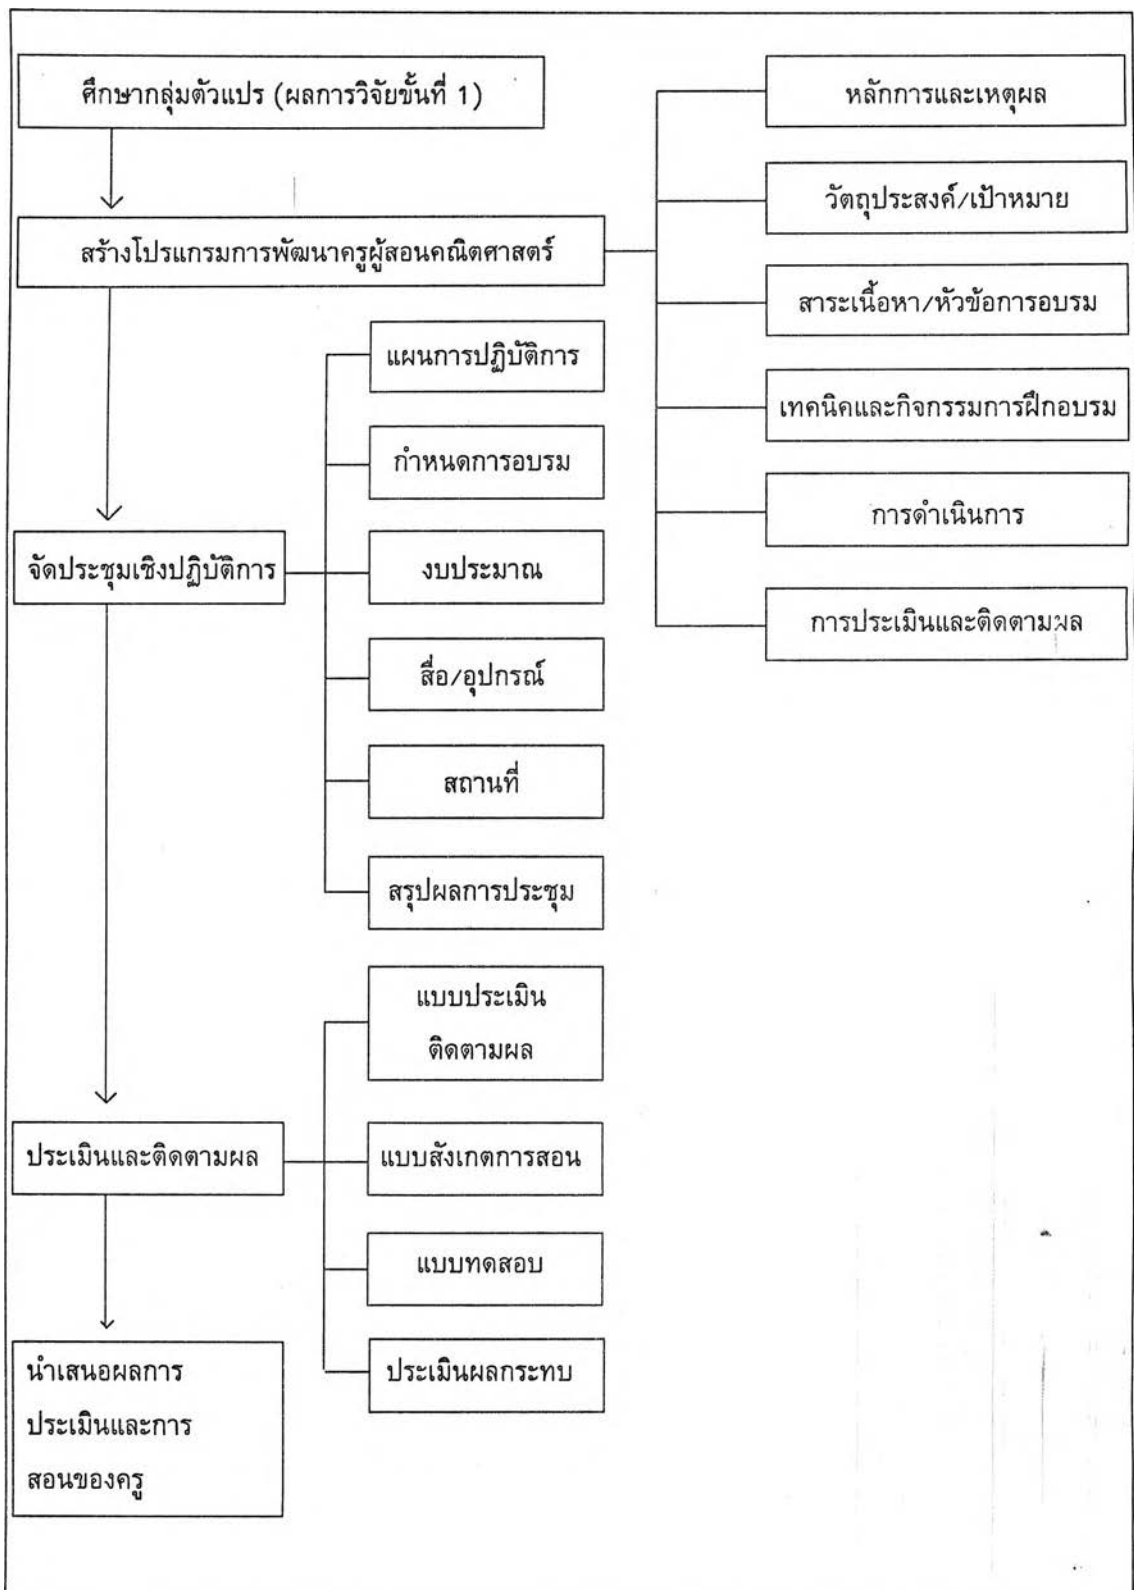 ศึกษากลุ่มตัวแปร (ผลการวิจัยขั้นที่ 1)
สร้างโปรแกรมการพัฒนาครูผู้สอนคณิตศาสตร์
หลักการและเหตุผล
วัตถุประสงค์/เป้าหมาย
สาระเนื้อหา/หัวข้อการอบรม
เทคนิคและกิจกรรมการฝึกอบรม
การดำเนินการ
การประเมินและติดตามผล
จัดประชุมเชิงปฏิบัติการ
แผนการปฏิบัติการ
กำหนดการอบรม
งบประมาณ
สื่อ/อุปกรณ์
สถานที่
สรุปผลการประชุม
ประเมินและติดตามผล
แบบประเมิน
ติดตามผล
แบบสังเกตการสอน
แบบทดสอบ
ประเมินผลกระทบ
นำเสนอผลการ
ประเมินและการ
สอนของครู